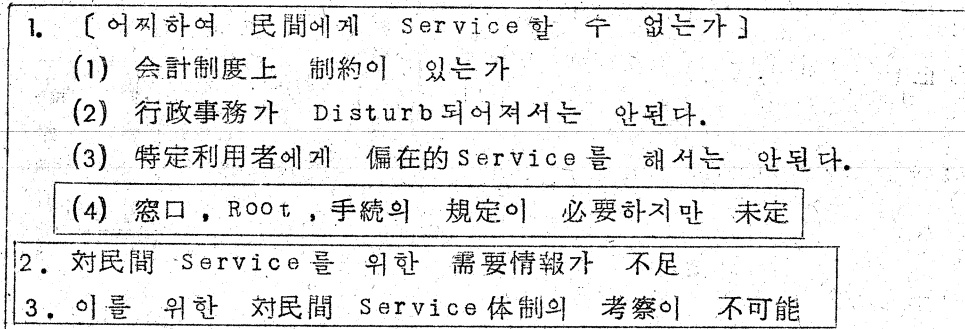 1. [어찌하여 民間에게 Service할 수 없는가]
(1) 会計制度上 制約이 있는가
(2) 行政事務가 Disturb되어져서는 안된다.
(3) 特定利用者에게 偏在的Service를 해서는 안된다.
(4) 窓口, Root, 手続의 規定이 必要하지만 未定
2. 対民間 Service를 위한 需要情報가 不足
3. 이를 위한 対民間 Service体制의 考察이 不可能